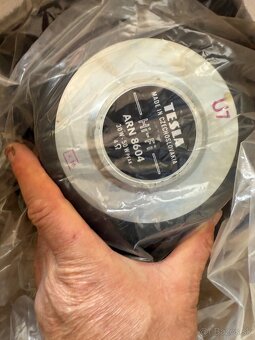 TESLA
MADE IN CZECHOSLOVAKIA
Hi-Fi
ARN 8604
U7